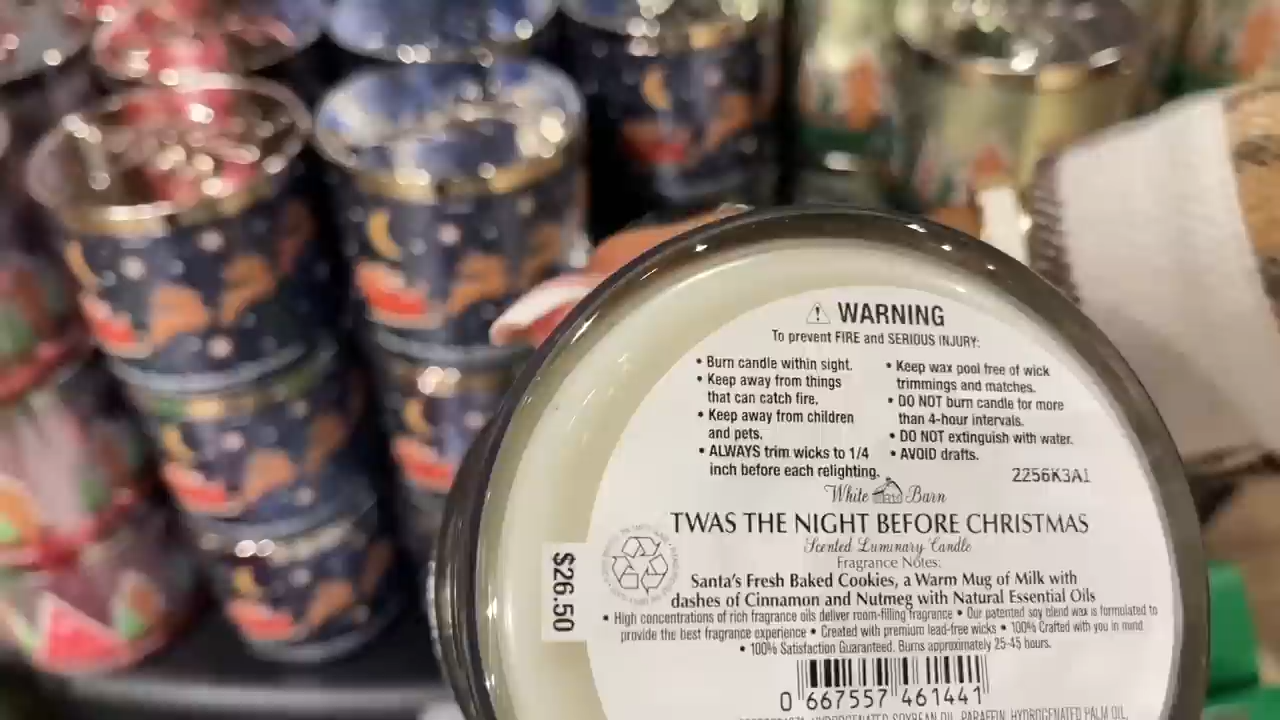 WARNING
To prevent FIRE and SERIOUS INJURY:
• Burn candle within sight.
• Keep away from things
that can catch fire.
• Keep away from children
and pets.
• ALWAYS trim wicks to 1/4
inch before each relighting.
• Keep wax pool free of wick
trimmings and matches.
• DO NOT burn candle for more
than 4-hour intervals.
• DO NOT extinguish with water.
• AVOID drafts.
2256K3A1
White Barn
TWAS THE NIGHT BEFORE CHRISTMAS
Scented Luminary Candle
Fragrance Notes:
Santa's Fresh Baked Cookies, a Warm Mug of Milk with
dashes of Cinnamon and Nutmeg with Natural Essential Oils
• High concentrations of rich fragrance oils deliver room-filling fragrance • Our patented soy blend wax is formulated to
provide the best fragrance experience • Created with premium lead-free wicks • 100% Crafted with you in mind
• 100% Satisfaction Guaranteed. Burns approximately 25-45 hours.
$26.50
0 667557 461441
HYDROGENATED SOYBEAN OIL, PARAFFIN, HYDROGENATED PALM OIL,